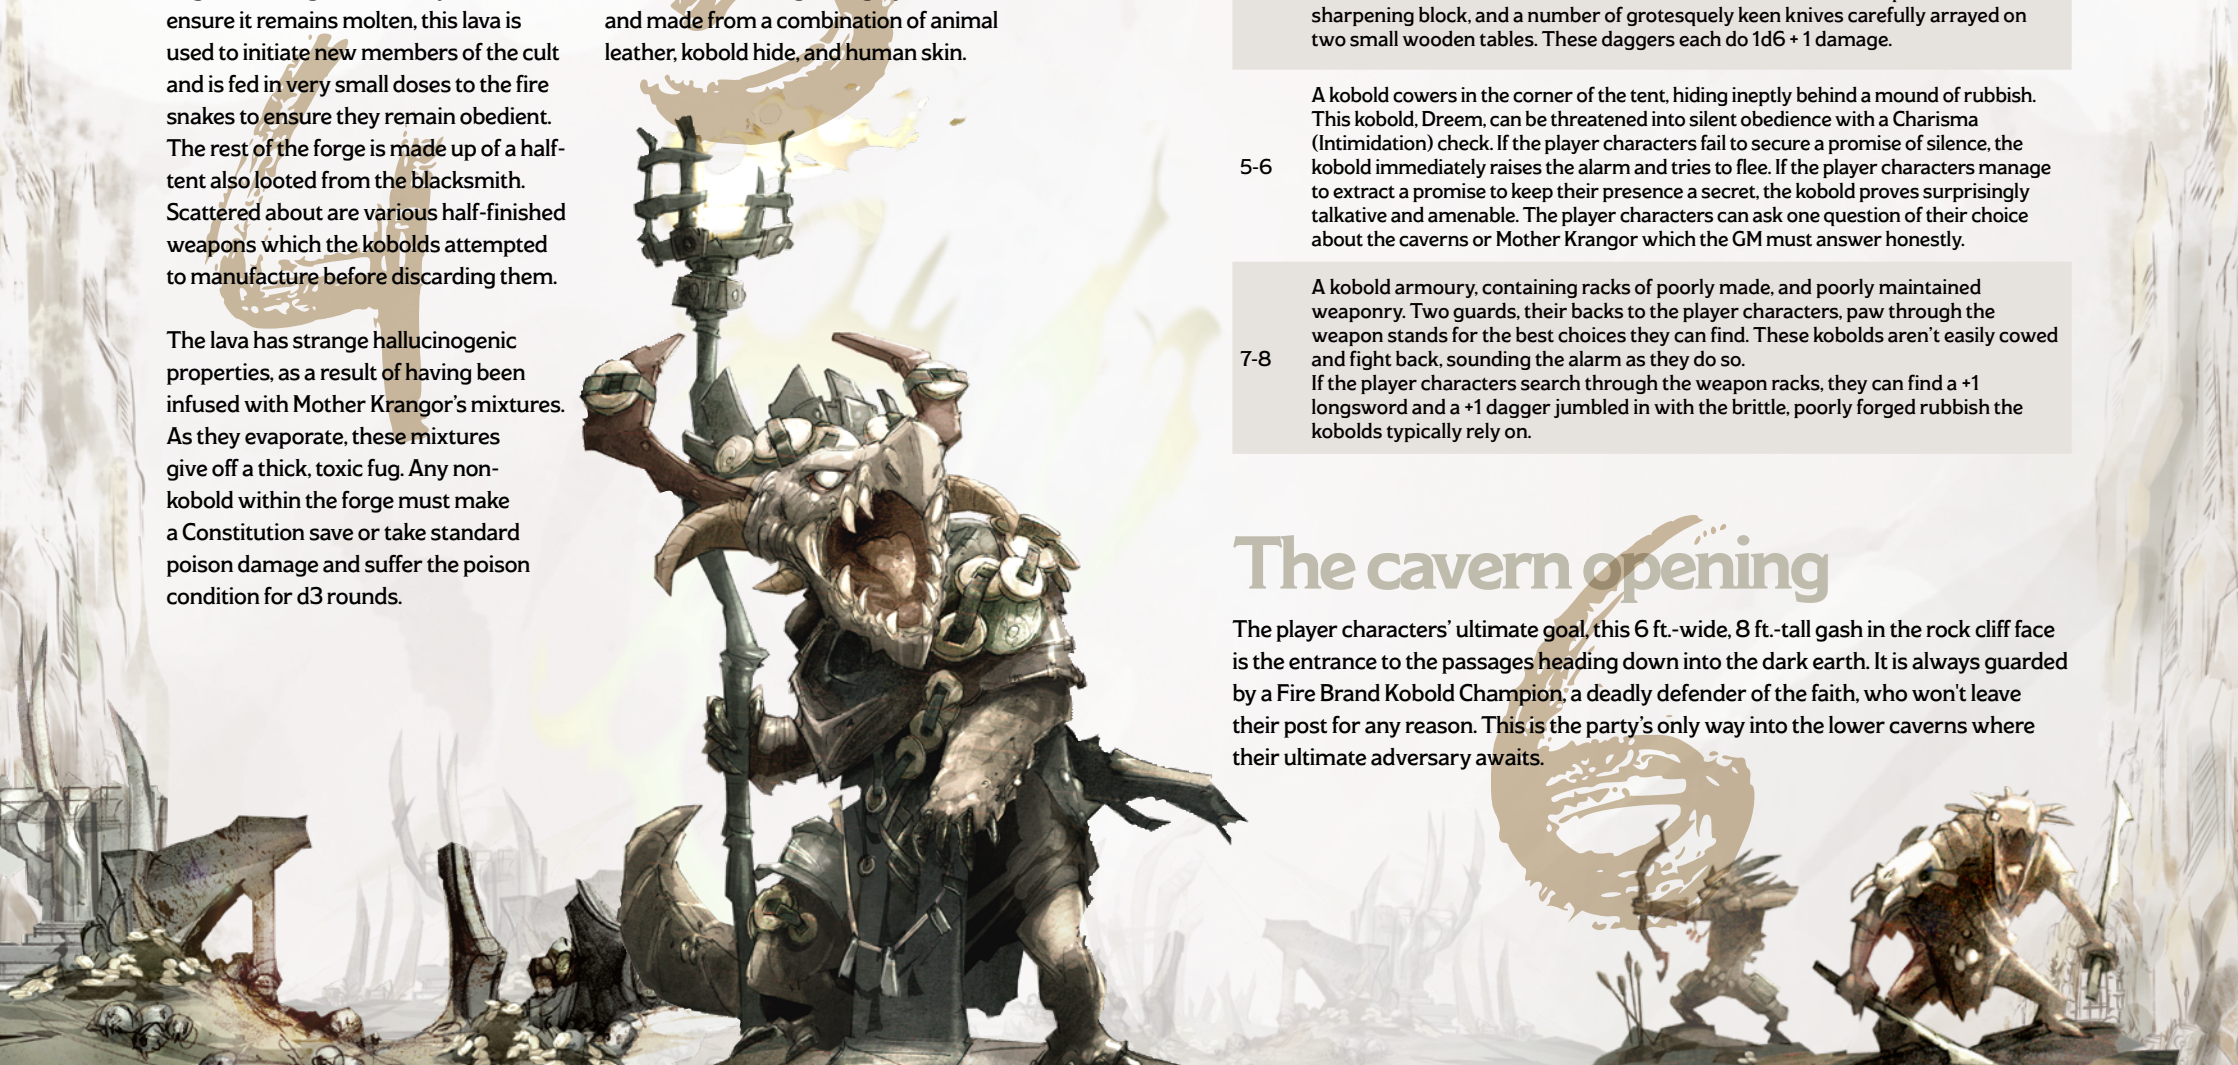 ensure it remains molten, this lava is
used to initiate new members of the cult
and is fed in very small doses to the fire
snakes to ensure they remain obedient.
The rest of the forge is made up of a half-
tent also looted from the blacksmith.
Scattered about are various half-finished
weapons which the kobolds attempted
to manufacture before discarding them.
The lava has strange hallucinogenic
properties, as a result of having been
infused with Mother Krangor's mixtures.
As they evaporate, these mixtures
give off a thick, toxic fug. Any non-
kobold within the forge must make
a Constitution save or take standard
poison damage and suffer the poison
condition for d3 rounds.
4
and made from a combination of animal
leather, kobold hide, and human skin.
sharpening block, and a number of grotesquely keen knives carefully arrayed on
two small wooden tables. These daggers each do 1d6 + 1 damage.
5-6
A kobold cowers in the corner of the tent, hiding ineptly behind a mound of rubbish.
This kobold, Dreem, can be threatened into silent obedience with a Charisma
(Intimidation) check. If the player characters fail to secure a promise of silence, the
kobold immediately raises the alarm and tries to flee. If the player characters manage
to extract a promise to keep their presence a secret, the kobold proves surprisingly
talkative and amenable. The player characters can ask one question of their choice
about the caverns or Mother Krangor which the GM must answer honestly.
7-8
A kobold armoury, containing racks of poorly made, and poorly maintained
weaponry. Two guards, their backs to the player characters, paw through the
weapon stands for the best choices they can find. These kobolds aren't easily cowed
and fight back, sounding the alarm as they do so.
If the player characters search through the weapon racks, they can find a +1
longsword and a +1 dagger jumbled in with the brittle, poorly forged rubbish the
kobolds typically rely on.
The cavern opening
The player characters' ultimate goal, this 6 ft.-wide, 8 ft.-tall gash in the rock cliff face
is the entrance to the passages heading down into the dark earth. It is always guarded
by a Fire Brand Kobold Champion, a deadly defender of the faith, who won't leave
their post for any reason. This is the party's only way into the lower caverns where
their ultimate adversary awaits.
6